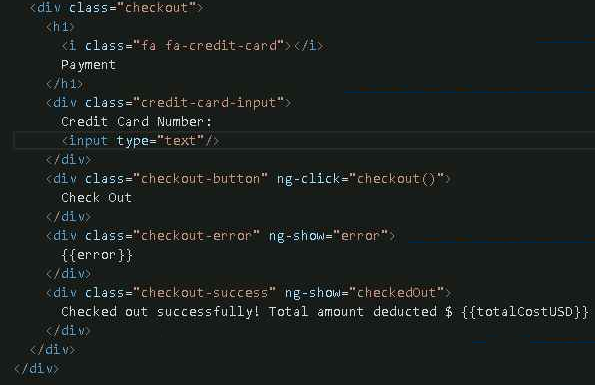 <div class="checkout">
<h1>
<i class="fa fa-credit-card"></i>
Payment
</h1>
<div class="credit-card-input">
Credit Card Number:
<input type="text"/>
</div>
<div class="checkout-button" ng-click="checkout()">
Check Out
</div>
<div class="checkout-error" ng-show="error">
{{error}}
</div>
<div class="checkout-success" ng-show="checkedOut">
Checked out successfully! Total amount deducted $ {{totalCostUSD}}
</div>
</div>
</div>